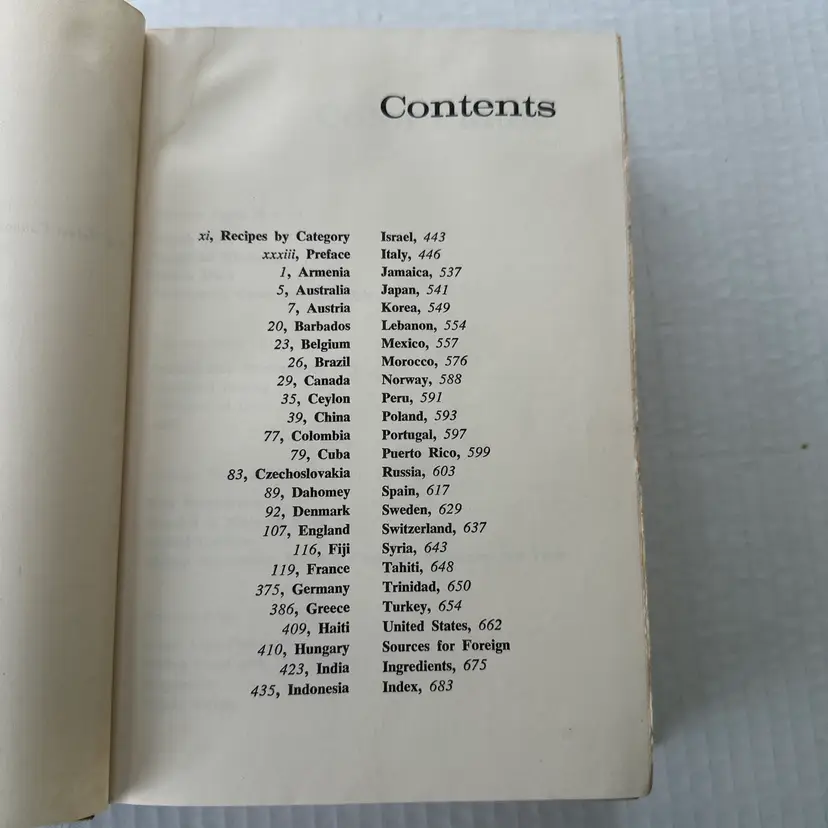 Contents
xi, Recipes by Category
xxxiii, Preface
1, Armenia
5, Australia
7, Austria
20, Barbados
23, Belgium
26, Brazil
29, Canada
35, Ceylon
39, China
77, Colombia
79, Cuba
83, Czechoslovakia
89, Dahomey
92, Denmark
107, England
116, Fiji
119, France
375, Germany
386, Greece
409, Haiti
410, Hungary
423, India
435, Indonesia
Israel, 443
Italy, 446
Jamaica, 537
Japan, 541
Korea, 549
Lebanon, 554
Mexico, 557
Morocco, 576
Norway, 588
Peru, 591
Poland, 593
Portugal, 597
Puerto Rico, 599
Russia, 603
Spain, 617
Sweden, 629
Switzerland, 637
Syria, 643
Tahiti, 648
Trinidad, 650
Turkey, 654
United States, 662
Sources for Foreign
Ingredients, 675
Index, 683